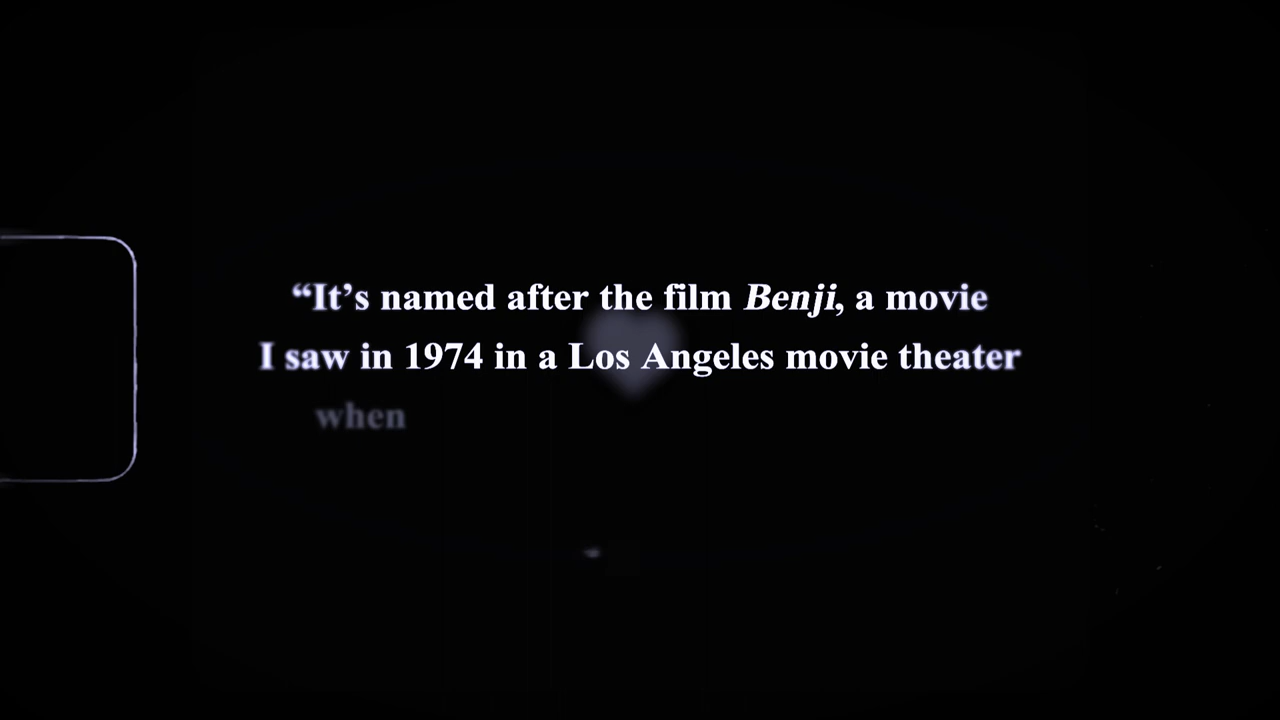 “It’s named after the film Benji, a movie
I saw in 1974 in a Los Angeles movie theater
when